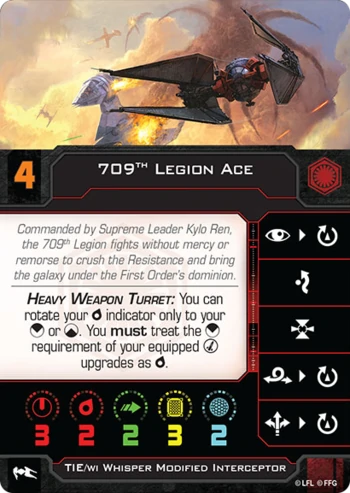 4
709TH LEGION ACE
Commanded by Supreme Leader Kylo Ren,
the 709th Legion fights without mercy or
remorse to crush the Resistance and bring
the galaxy under the First Order's dominion.
HEAVY WEAPON TURRET: You can
rotate your indicator only to your
or . You must treat the
requirement of your equipped
upgrades as .
3 2 2 3 2
TIE/WI WHISPER MODIFIED INTERCEPTOR
©LFL ©FFG